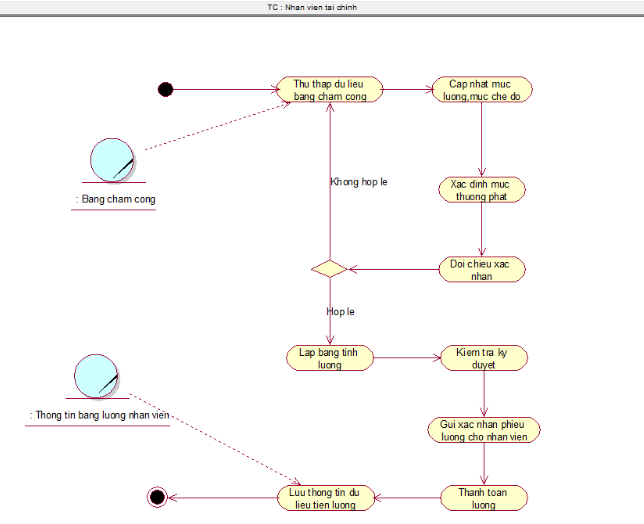 TC : Nhan vien tai chinh
Thu thap du lieu
bang cham cong
Cap nhat muc
luong,muc che do
: Bang cham cong
Khong hop le
Xac dinh muc
thuong phat
Doi chieu xac
nhan
Hop le
Lap bang tinh
luong
Kiem tra ky
duyet
: Thong tin bang luong nhan vien
Gui xac nhan phieu
luong cho nhan vien
Luu thong tin du
lieu tien luong
Thanh toan
luong